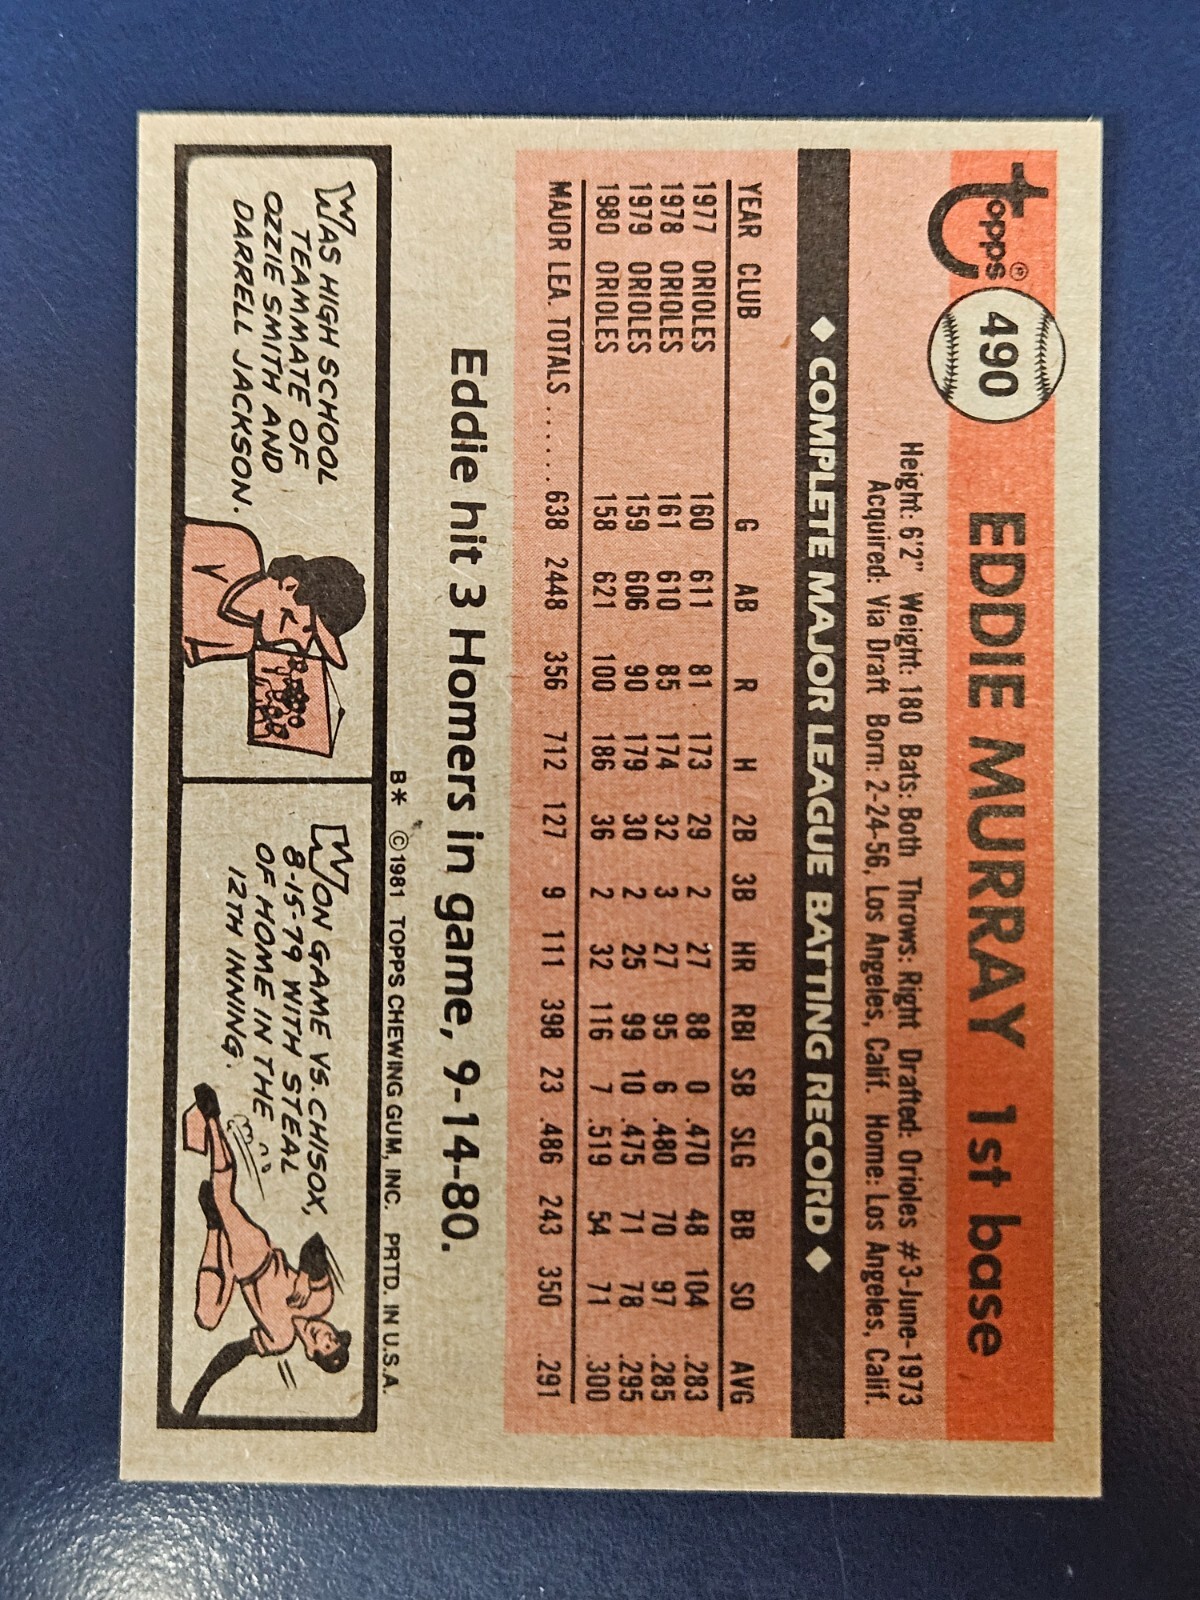 topps®
490
EDDIE MURRAY 1st base
Height: 6'2" Weight: 180 Bats: Both Throws: Right Drafted: Orioles #3-June-1973
Acquired: Via Draft Born: 2-24-56, Los Angeles, Calif. Home: Los Angeles, Calif.
◆ COMPLETE MAJOR LEAGUE BATTING RECORD ◆
YEAR CLUB G AB R H 2B 3B HR RBI SB SLG BB SO AVG
1977 ORIOLES 160 611 81 173 29 2 27 88 0 .470 48 104 .283
1978 ORIOLES 161 610 85 174 32 3 27 95 6 .480 70 97 .285
1979 ORIOLES 159 606 90 179 30 2 25 99 10 .475 71 78 .295
1980 ORIOLES 158 621 100 186 36 2 32 116 7 .519 54 71 .300
MAJOR LEA. TOTALS ...... 638 2448 356 712 127 9 111 398 23 .486 243 350 .291
Eddie hit 3 Homers in game, 9-14-80.
B* © 1981 TOPPS CHEWING GUM, INC. PRTD. IN U.S.A.
WAS HIGH SCHOOL
TEAMMATE OF
OZZIE SMITH AND
DARRELL JACKSON.
WON GAME VS. CHISOX,
8-15-79 WITH STEAL
OF HOME IN THE
12TH INNING.